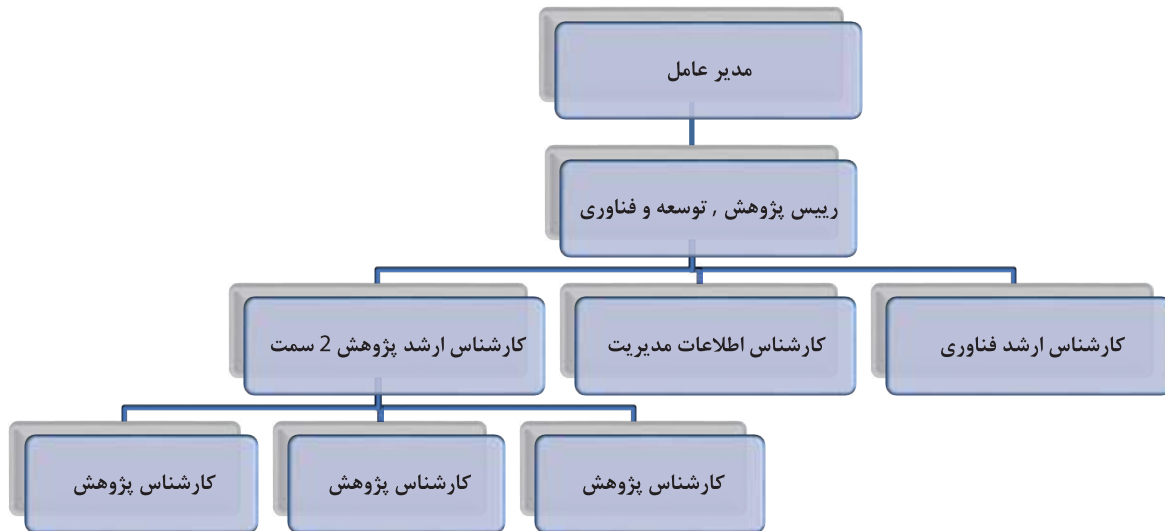 مدیر عامل
رییس پژوهش , توسعه و فناوری
کارشناس ارشد فناوری
کارشناس اطلاعات مدیریت
کارشناس ارشد پژوهش 2 سمت
کارشناس پژوهش
کارشناس پژوهش
کارشناس پژوهش